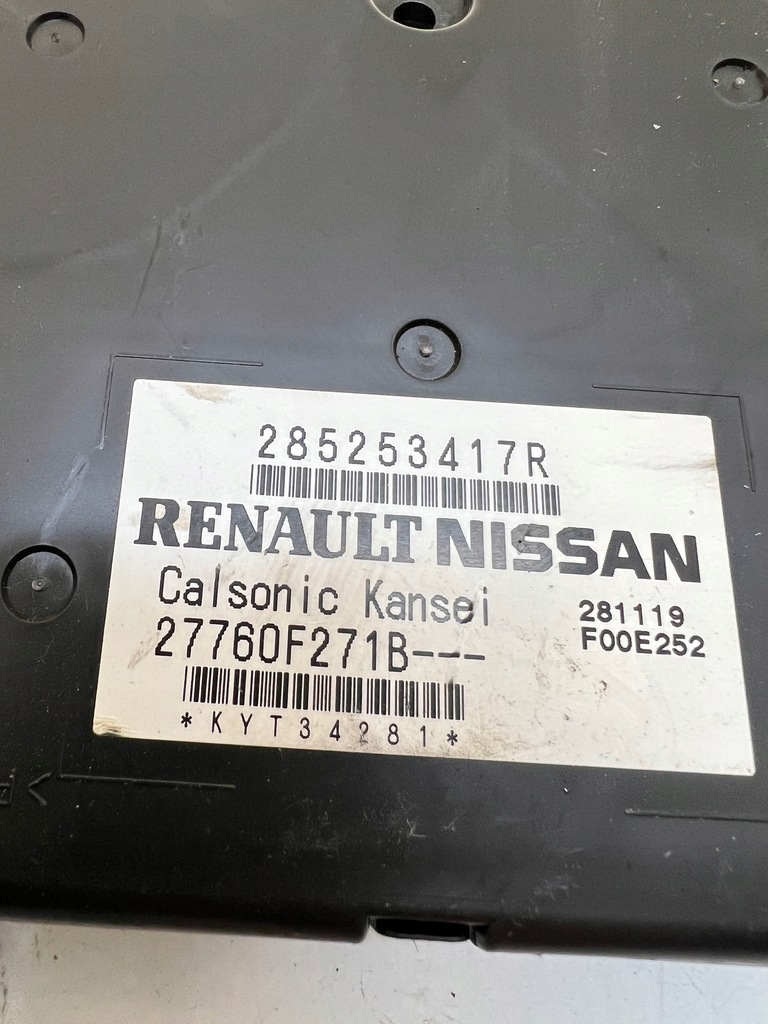 285253417R
RENAULT NISSAN
Calsonic Kansei
281119
27760F271B---
F00E252
*KYT34281*